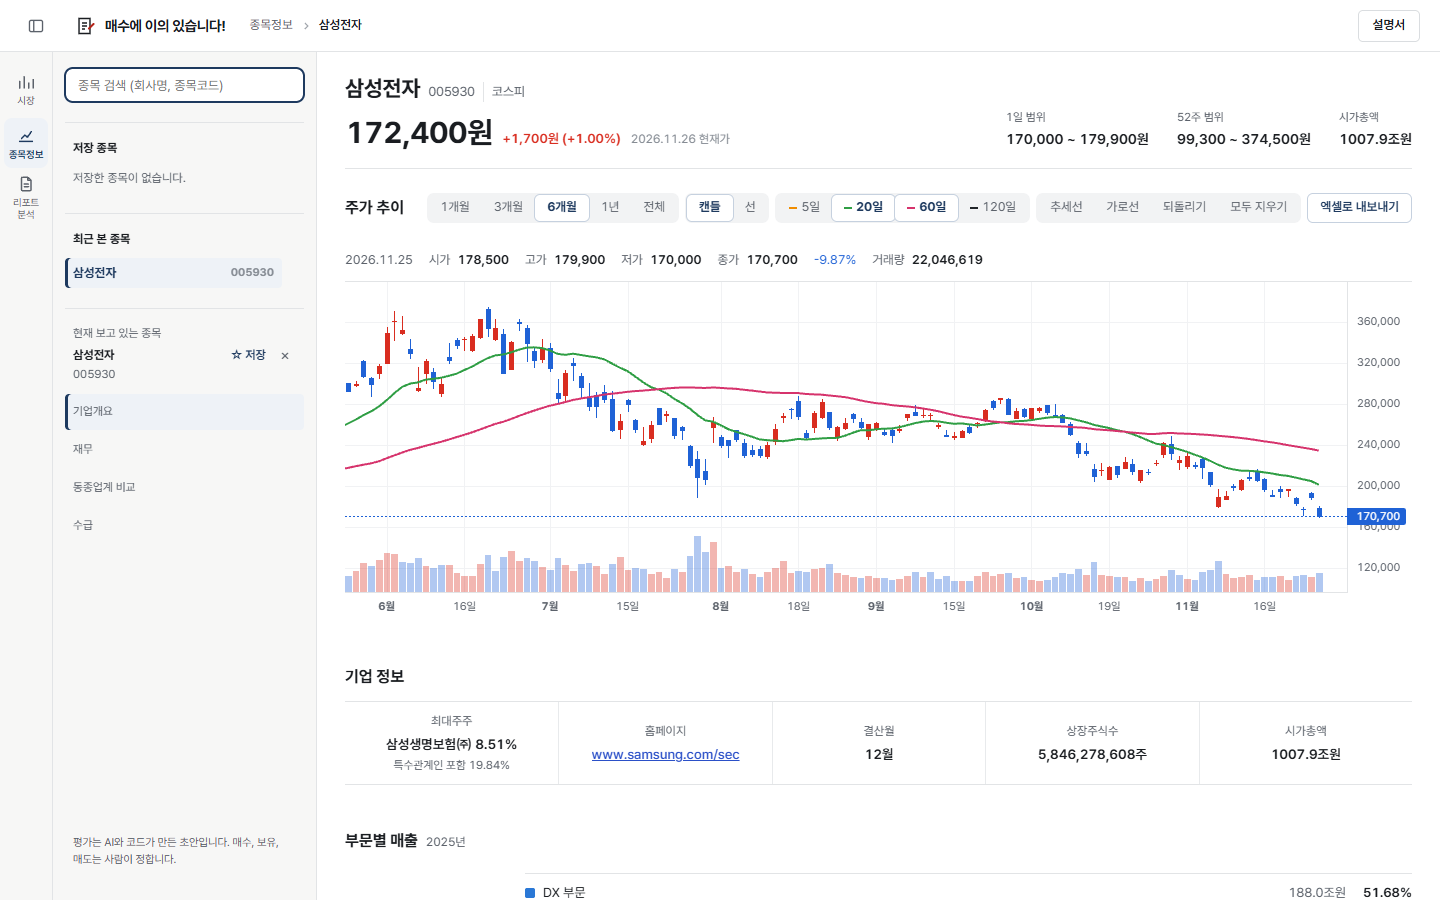 매수에 이의 있습니다!
종목정보 › 삼성전자
설명서
시장
종목정보
리포트
분석
종목 검색 (회사명, 종목코드)
저장 종목
저장한 종목이 없습니다.
최근 본 종목
삼성전자 005930
현재 보고 있는 종목
삼성전자 ☆ 저장 ×
005930
기업개요
재무
동종업계 비교
수급
평가는 AI와 코드가 만든 초안입니다. 매수, 보유,
매도는 사람이 정합니다.
삼성전자 005930 코스피
172,400원 +1,700원 (+1.00%) 2026.11.26 현재가
1일 범위
170,000 ~ 179,900원
52주 범위
99,300 ~ 374,500원
시가총액
1007.9조원
주가 추이
1개월 3개월 6개월 1년 전체
캔들 선
5일 20일 60일 120일
추세선 가로선 되돌리기 모두 지우기
엑셀로 내보내기
2026.11.25 시가 178,500 고가 179,900 저가 170,000 종가 170,700 -9.87% 거래량 22,046,619
360,000
320,000
280,000
240,000
200,000
170,700
160,000
120,000
6월 16일 7월 15일 8월 18일 9월 15일 10월 19일 11월 16일
기업 정보
최대주주
삼성생명보험㈜ 8.51%
특수관계인 포함 19.84%
홈페이지
www.samsung.com/sec
결산월
12월
상장주식수
5,846,278,608주
시가총액
1007.9조원
부문별 매출 2025년
DX 부문 188.0조원 51.68%